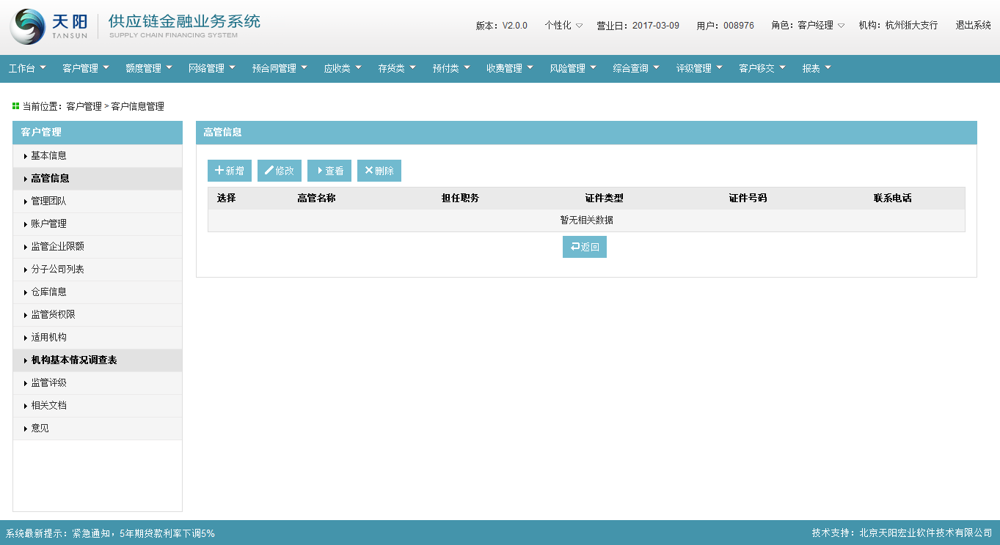 天阳 TANSUN 供应链金融业务系统 SUPPLY CHAIN FINANCING SYSTEM
版本：V2.0.0 个性化 营业日：2017-03-09 用户：008976 角色：客户经理 机构：杭州浙大支行 退出系统
工作台 客户管理 额度管理 网络管理 预合同管理 应收类 存货类 预付类 收费管理 风险管理 综合查询 评级管理 客户移交 报表
当前位置：客户管理 > 客户信息管理
客户管理
基本信息
高管信息
管理团队
账户管理
监管企业限额
分子公司列表
仓库信息
监管货权限
适用机构
机构基本情况调查表
监管评级
相关文档
意见
高管信息
新增 修改 查看 删除
选择 高管名称 担任职务 证件类型 证件号码 联系电话
暂无相关数据
返回
系统最新提示：紧急通知，5年期贷款利率下调5%
技术支持：北京天阳宏业软件技术有限公司